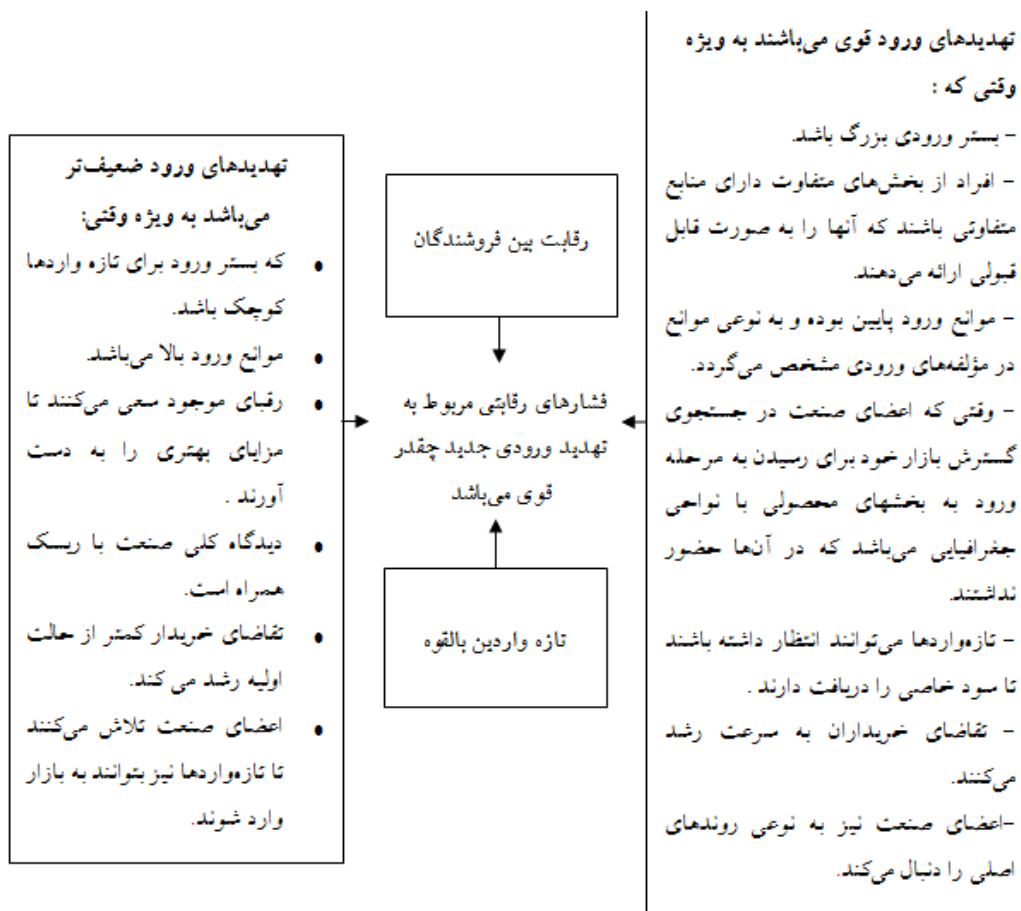 تهدیدهای ورود قوی می‌باشند به ویژه
وقتی که :
- بستر ورودی بزرگ باشد.
- افراد از بخش‌های متفاوت دارای منابع
متفاوتی باشند که آنها را به صورت قابل
قبولی ارائه می‌دهند.
- موانع ورود پایین بوده و به نوعی موانع
در مؤلفه‌های ورودی مشخص می‌گردد.
- وقتی که اعضای صنعت در جستجوی
گسترش بازار خود برای رسیدن به مرحله
ورود به بخشهای محصولی با نواحی
جغرافیایی می‌باشد که در آن‌ها حضور
نداشتند.
- تازه‌واردها می‌توانند انتظار داشته باشند
تا سود خاصی را دریافت دارند .
- تقاضای خریداران به سرعت رشد
می‌کنند.
-اعضای صنعت نیز به نوعی روندهای
اصلی را دنبال می‌کند.
رقابت بین فروشندگان
فشارهای رقابتی مربوط به
تهدید ورودی جدید چقدر
قوی می‌باشد
تازه واردین بالقوه
تهدیدهای ورود ضعیف‌تر
می‌باشد به ویژه وقتی:
• که بستر ورود برای تازه واردها
کوچک باشد.
• موانع ورود بالا می‌باشد.
• رقبای موجود سعی می‌کنند تا
مزایای بهتری را به دست
آورند .
• دیدگاه کلی صنعت با ریسک
همراه است.
• تقاضای خریدار کمتر از حالت
اولیه رشد می کند.
• اعضای صنعت تلاش می‌کنند
تا تازه‌واردها نیز بتوانند به بازار
وارد شوند.